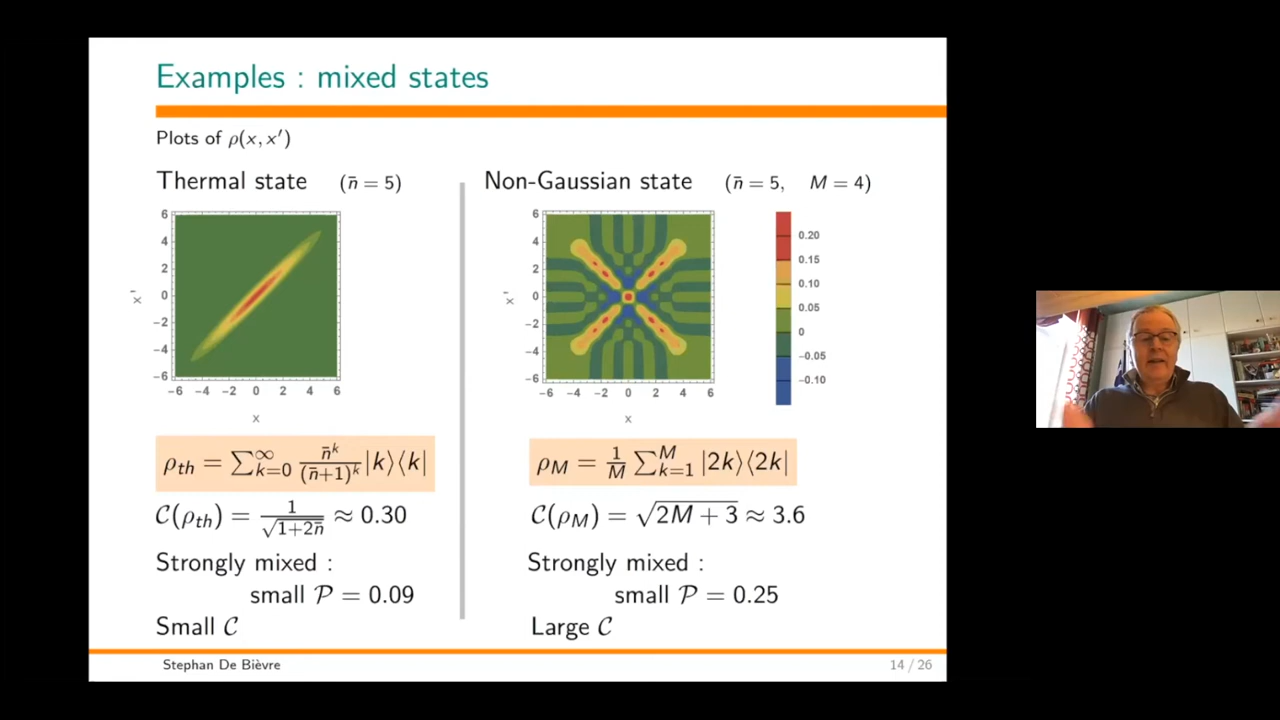 Examples : mixed states
Plots of ρ(x, x′)
Thermal state (n̄ = 5)
6
4
2
0
−2
−4
−6
x'
−6 −4 −2 0 2 4 6
x
ρ_th = ∑_{k=0}^{∞} n̄^k/(n̄+1)^k |k⟩⟨k|
𝒞(ρ_th) = 1/√(1+2n̄) ≈ 0.30
Strongly mixed :
small 𝒫 = 0.09
Small 𝒞
Non-Gaussian state (n̄ = 5, M = 4)
6
4
2
0
−2
−4
−6
x'
−6 −4 −2 0 2 4 6
x
0.20
0.15
0.10
0.05
0
−0.05
−0.10
ρ_M = 1/M ∑_{k=1}^{M} |2k⟩⟨2k|
𝒞(ρ_M) = √(2M + 3) ≈ 3.6
Strongly mixed :
small 𝒫 = 0.25
Large 𝒞
Stephan De Bièvre 14 / 26